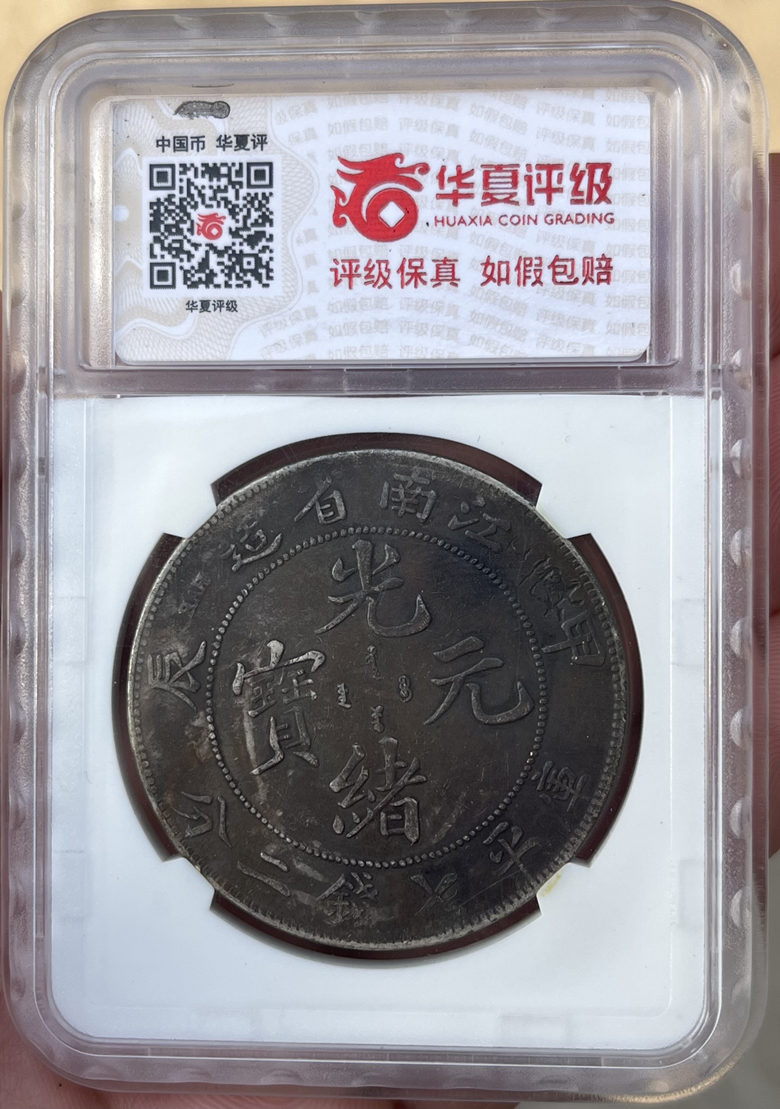 中国币 华夏评
华夏评级
华夏评级
HUAXIA COIN GRADING
评级保真 如假包赔
江南省造
甲辰
光緒元寶
庫平七錢二分